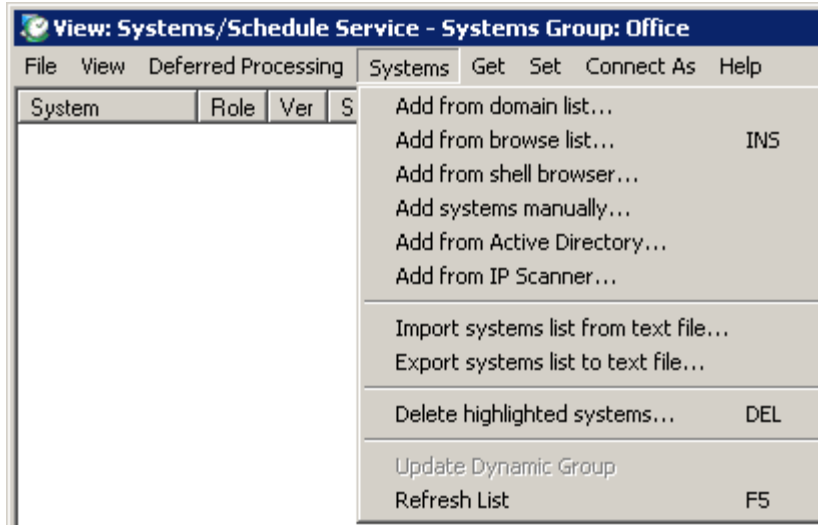 View: Systems/Schedule Service - Systems Group: Office
File View Deferred Processing Systems Get Set Connect As Help
System Role Ver S
Add from domain list...
Add from browse list... INS
Add from shell browser...
Add systems manually...
Add from Active Directory...
Add from IP Scanner...
Import systems list from text file...
Export systems list to text file...
Delete highlighted systems... DEL
Update Dynamic Group
Refresh List F5